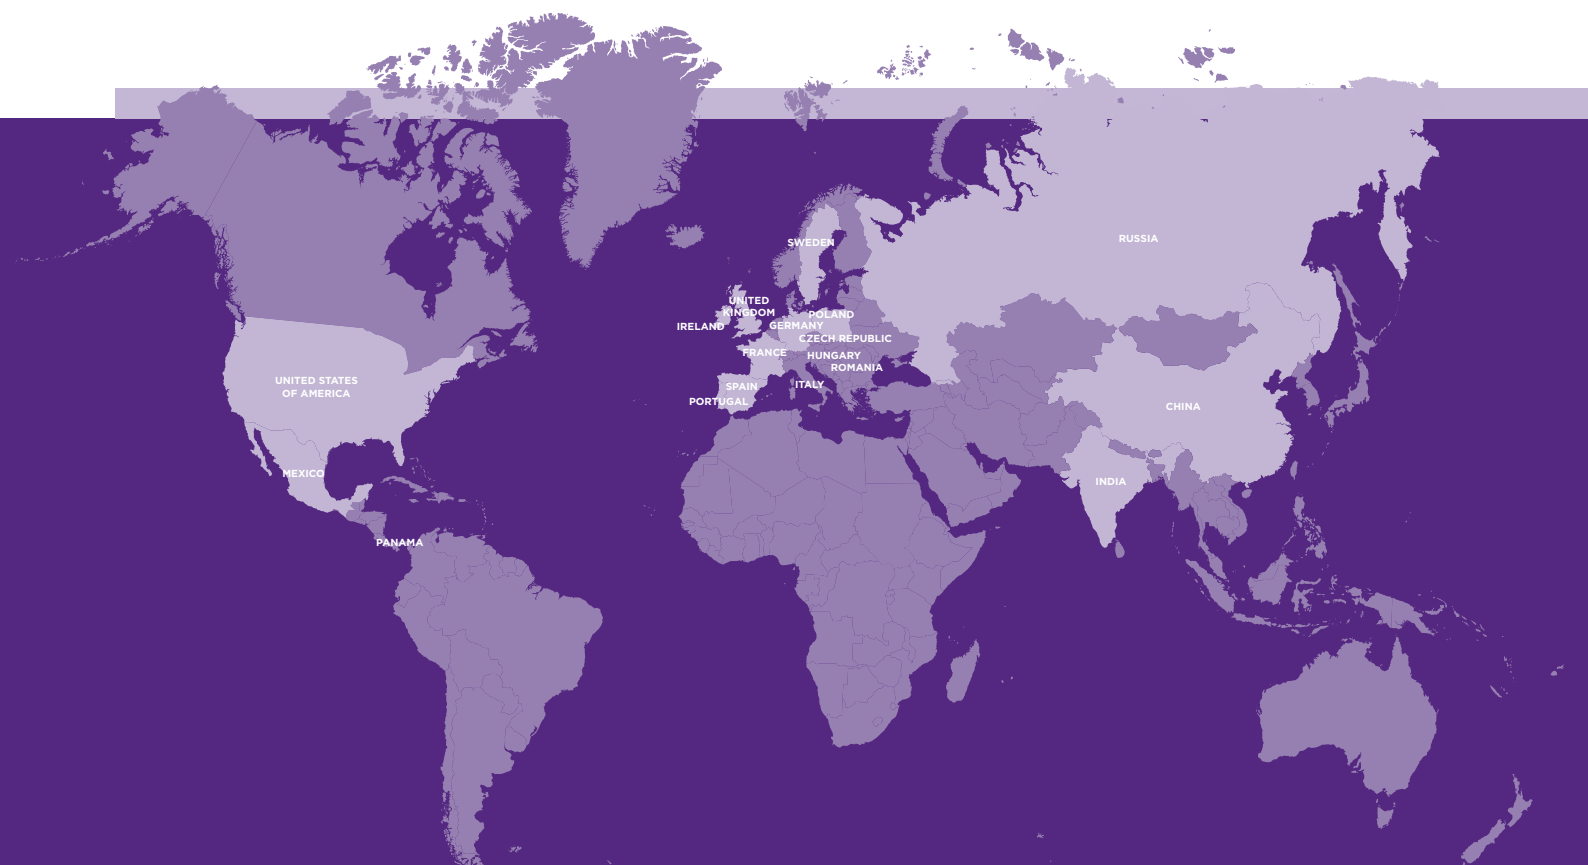 RUSSIA
SWEDEN
UNITED
KINGDOM
POLAND
IRELAND
GERMANY
CZECH REPUBLIC
FRANCE
HUNGARY
ROMANIA
UNITED STATES
OF AMERICA
SPAIN
ITALY
PORTUGAL
CHINA
MEXICO
INDIA
PANAMA